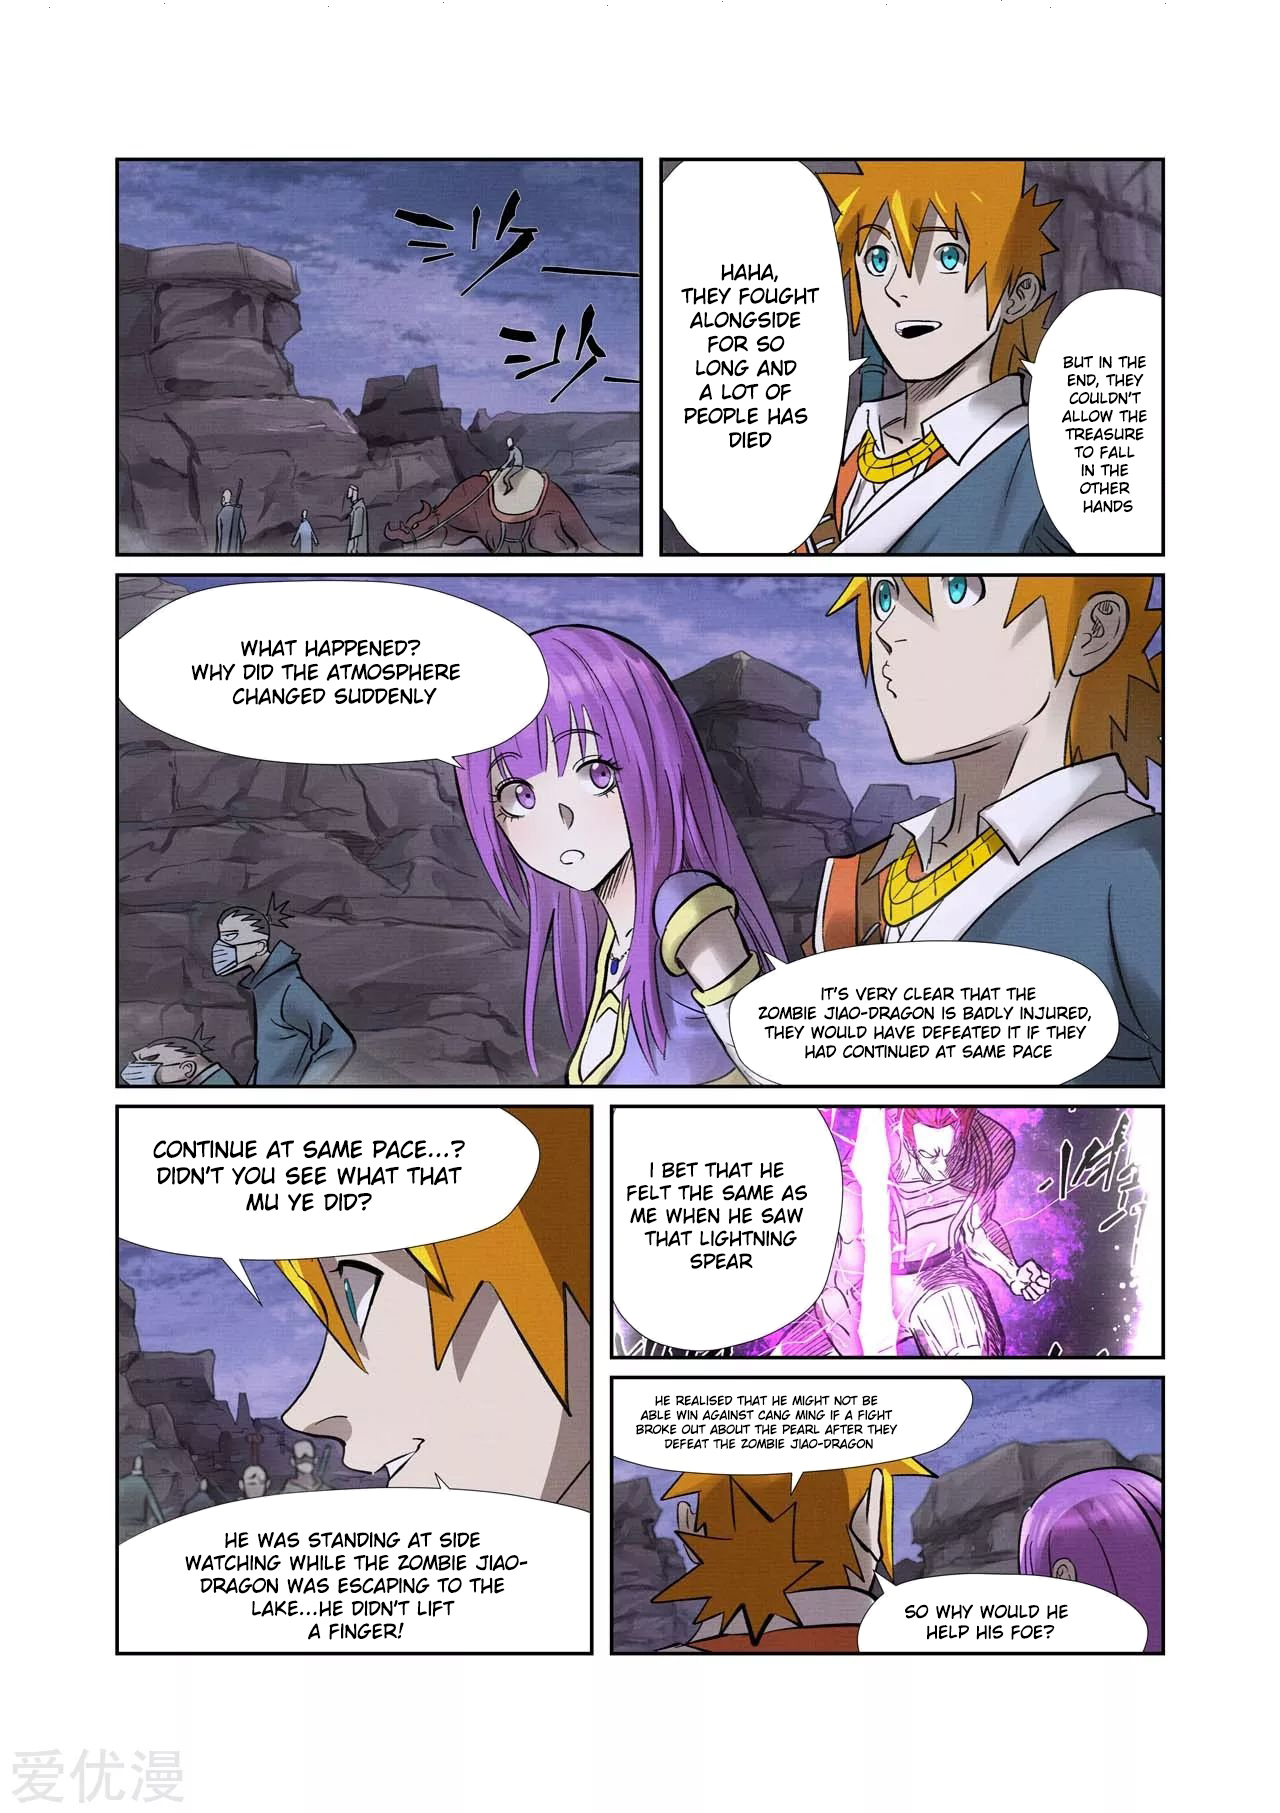 HAHA,
THEY FOUGHT
ALONGSIDE
FOR SO
LONG AND
A LOT OF
PEOPLE HAS
DIED
BUT IN THE
END, THEY
COULDN'T
ALLOW THE
TREASURE
TO FALL
IN THE
OTHER
HANDS
WHAT HAPPENED?
WHY DID THE ATMOSPHERE
CHANGED SUDDENLY
IT'S VERY CLEAR THAT THE
ZOMBIE JIAO-DRAGON IS BADLY INJURED,
THEY WOULD HAVE DEFEATED IT IF THEY
HAD CONTINUED AT SAME PACE
CONTINUE AT SAME PACE...?
DIDN'T YOU SEE WHAT THAT
MU YE DID?
HE WAS STANDING AT SIDE
WATCHING WHILE THE ZOMBIE JIAO-
DRAGON WAS ESCAPING TO THE
LAKE...HE DIDN'T LIFT
A FINGER!
I BET THAT HE
FELT THE SAME AS
ME WHEN HE SAW
THAT LIGHTNING
SPEAR
HE REALISED THAT HE MIGHT NOT BE
ABLE WIN AGAINST CANG MING IF A FIGHT
BROKE OUT ABOUT THE PEARL AFTER THEY
DEFEAT THE ZOMBIE JIAO-DRAGON
SO WHY WOULD HE
HELP HIS FOE?
爱优漫